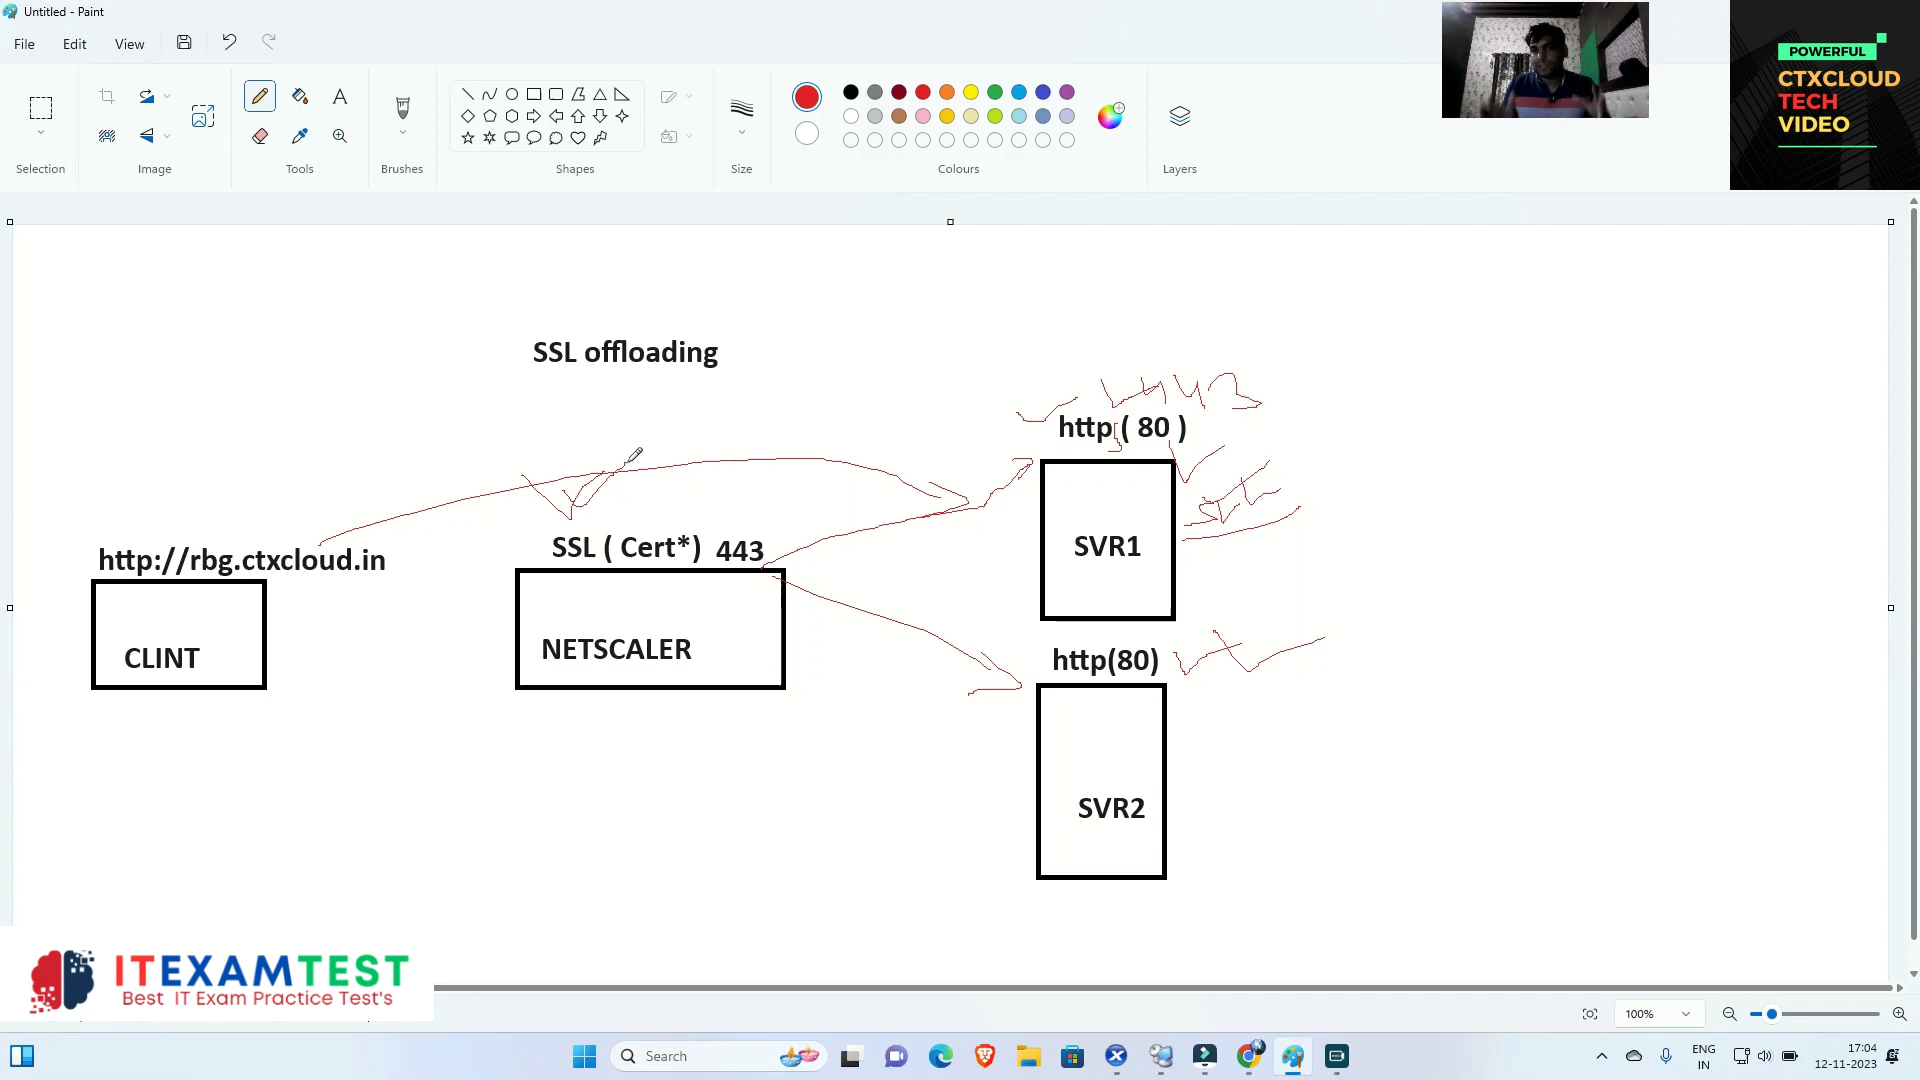 Untitled - Paint
File Edit View
Selection
Image
Tools
Brushes
Shapes
Size
Colours
Layers
POWERFUL
CTXCLOUD
TECH
VIDEO
SSL offloading
http ( 80 )
SSL ( Cert*) 443
http://rbg.ctxcloud.in
SVR1
CLINT
NETSCALER
http(80)
SVR2
ITEXAMTEST
Best IT Exam Practice Test's
100%
Search
ENG
IN
17:04
12-11-2023